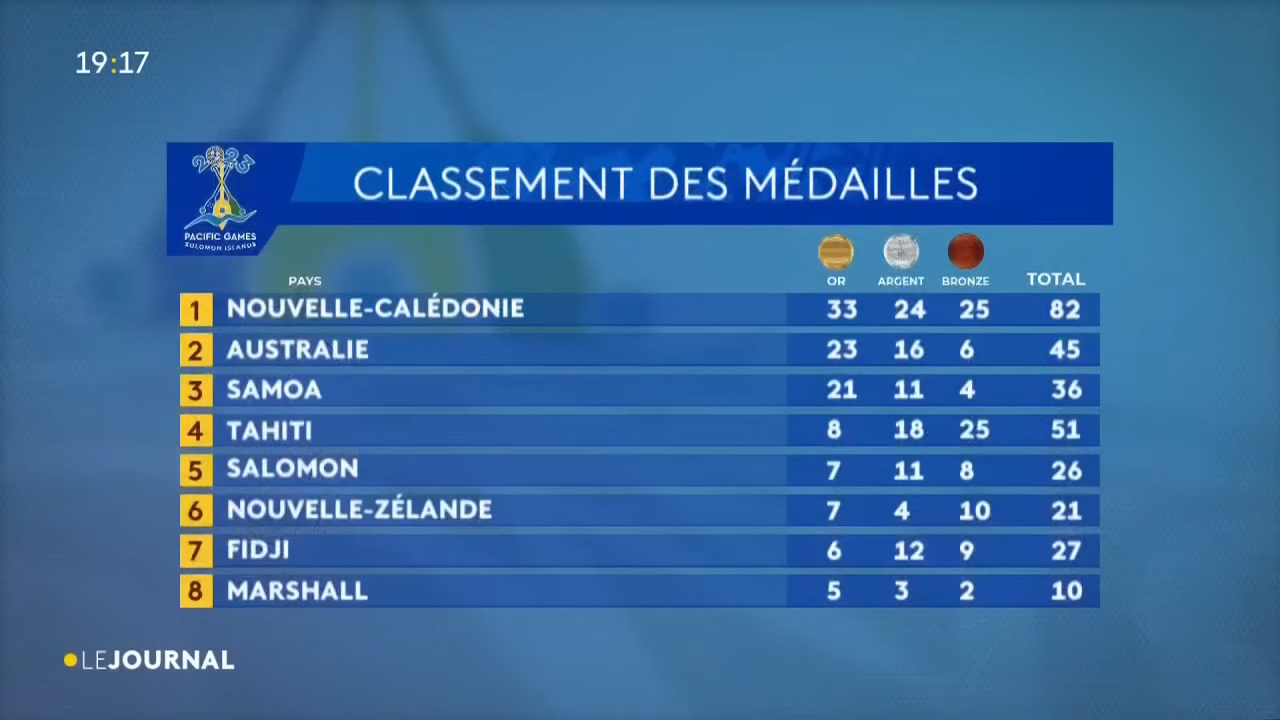 19:17
2023
PACIFIC GAMES
SOLOMON ISLANDS
CLASSEMENT DES MÉDAILLES
PAYS OR ARGENT BRONZE TOTAL
1 NOUVELLE-CALÉDONIE 33 24 25 82
2 AUSTRALIE 23 16 6 45
3 SAMOA 21 11 4 36
4 TAHITI 8 18 25 51
5 SALOMON 7 11 8 26
6 NOUVELLE-ZÉLANDE 7 4 10 21
7 FIDJI 6 12 9 27
8 MARSHALL 5 3 2 10
LEJOURNAL